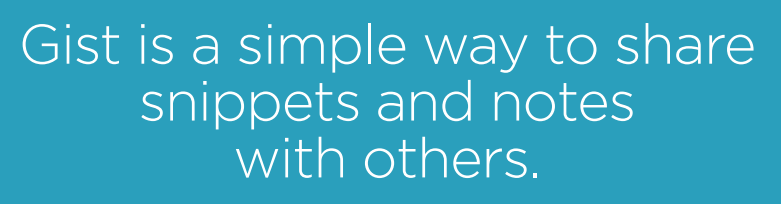 Gist is a simple way to share
snippets and notes
with others.